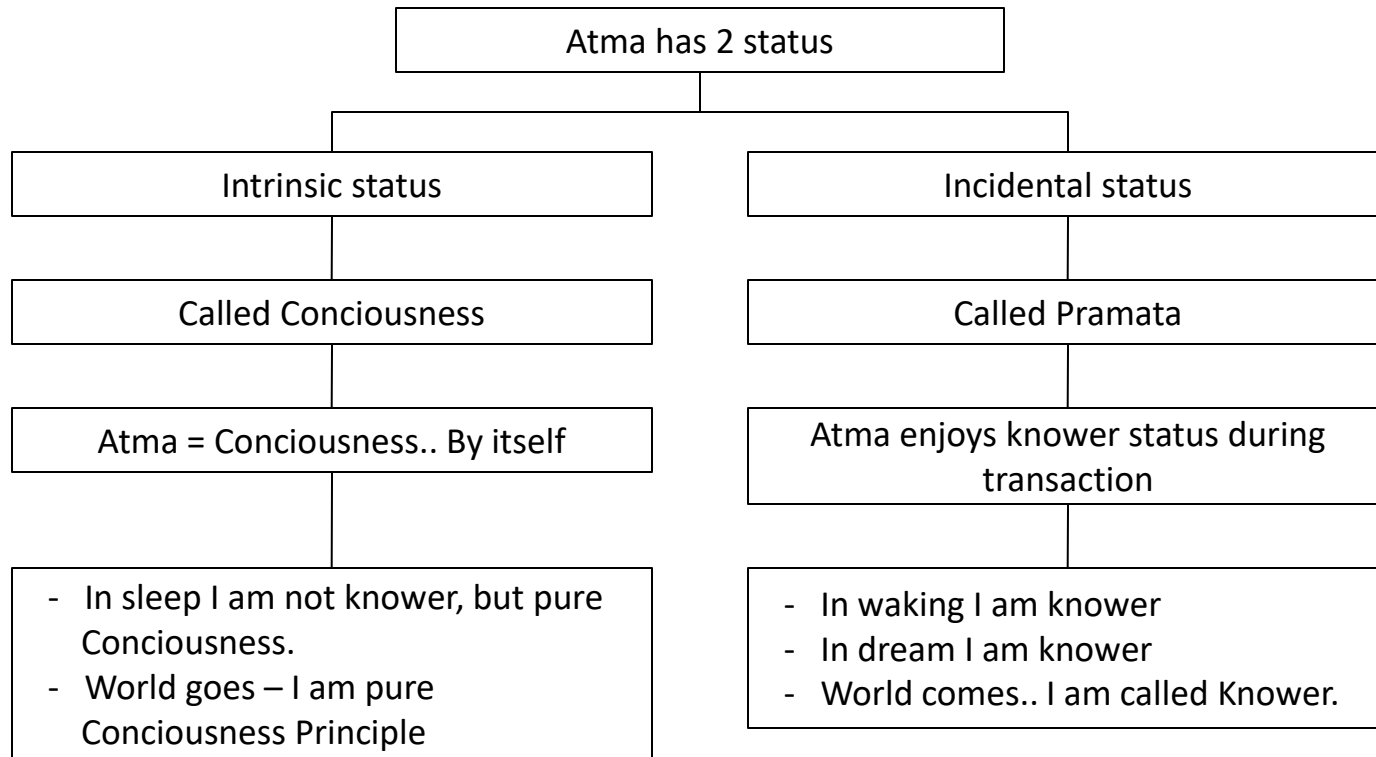 Atma has 2 status
Intrinsic status
Called Conciousness
Atma = Conciousness.. By itself
- In sleep I am not knower, but pure
Conciousness.
- World goes – I am pure
Conciousness Principle
Incidental status
Called Pramata
Atma enjoys knower status during
transaction
- In waking I am knower
- In dream I am knower
- World comes.. I am called Knower.